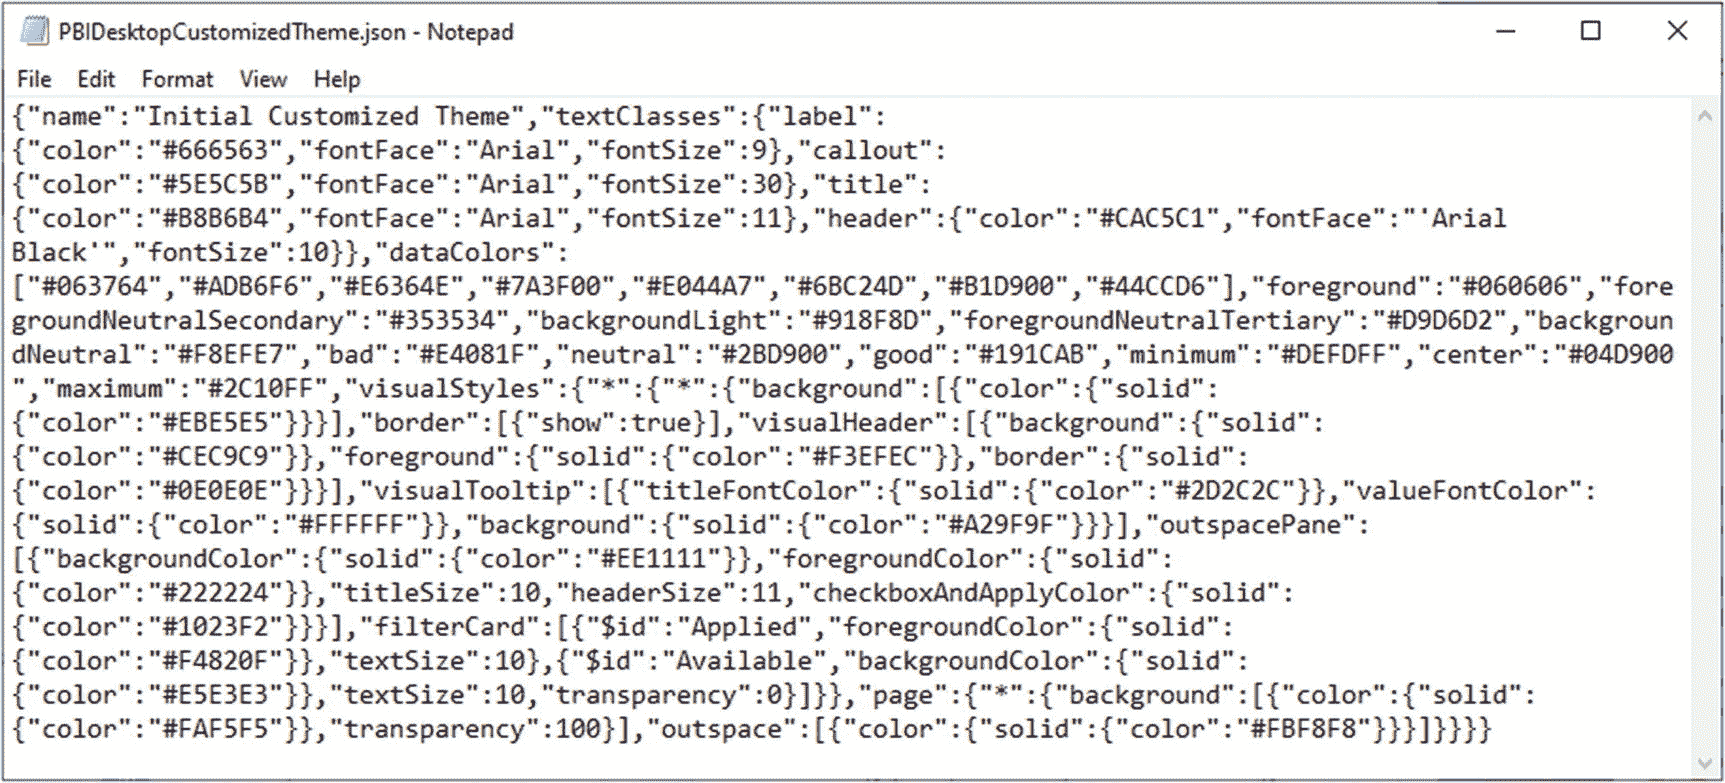 PBIDesktopCustomizedTheme.json - Notepad
File Edit Format View Help
{"name":"Initial Customized Theme","textClasses":{"label":
{"color":"#666563","fontFace":"Arial","fontSize":9},"callout":
{"color":"#5E5C5B","fontFace":"Arial","fontSize":30},"title":
{"color":"#B8B6B4","fontFace":"Arial","fontSize":11},"header":{"color":"#CAC5C1","fontFace":"'Arial
Black'","fontSize":10}},"dataColors":
["#063764","#ADB6F6","#E6364E","#7A3F00","#E044A7","#6BC24D","#B1D900","#44CCD6"],"foreground":"#060606","fore
groundNeutralSecondary":"#353534","backgroundLight":"#918F8D","foregroundNeutralTertiary":"#D9D6D2","backgroun
dNeutral":"#F8EFE7","bad":"#E4081F","neutral":"#2BD900","good":"#191CAB","minimum":"#DEFDFF","center":"#04D900
","maximum":"#2C10FF","visualStyles":{"*":{"*":{"background":[{"color":{"solid":
{"color":"#EBE5E5"}}}],"border":[{"show":true}],"visualHeader":[{"background":{"solid":
{"color":"#CEC9C9"}},"foreground":{"solid":{"color":"#F3EFEC"}},"border":{"solid":
{"color":"#0E0E0E"}}}],"visualTooltip":[{"titleFontColor":{"solid":{"color":"#2D2C2C"}},"valueFontColor":
{"solid":{"color":"#FFFFFF"}},"background":{"solid":{"color":"#A29F9F"}}}],"outspacePane":
[{"backgroundColor":{"solid":{"color":"#EE1111"}},"foregroundColor":{"solid":
{"color":"#222224"}},"titleSize":10,"headerSize":11,"checkboxAndApplyColor":{"solid":
{"color":"#1023F2"}}}],"filterCard":[{"$id":"Applied","foregroundColor":{"solid":
{"color":"#F4820F"}},"textSize":10},{"$id":"Available","backgroundColor":{"solid":
{"color":"#E5E3E3"}},"textSize":10,"transparency":0}]}},"page":{"*":{"background":[{"color":{"solid":
{"color":"#FAF5F5"}},"transparency":100}],"outspace":[{"color":{"solid":{"color":"#FBF8F8"}}}]}}}}